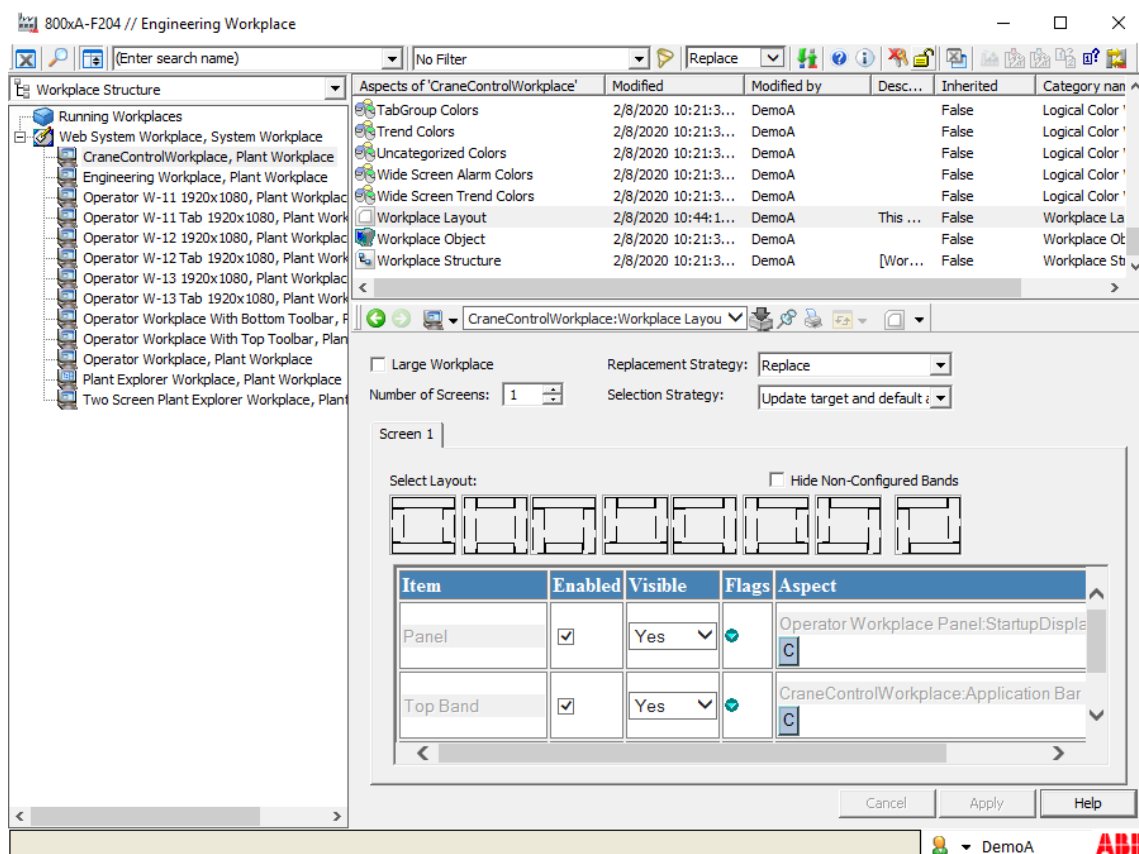 800xA-F204 // Engineering Workplace
(Enter search name)
No Filter
Replace
Workplace Structure
Running Workplaces
Web System Workplace, System Workplace
CraneControlWorkplace, Plant Workplace
Engineering Workplace, Plant Workplace
Operator W-11 1920x1080, Plant Workplac
Operator W-11 Tab 1920x1080, Plant Work
Operator W-12 1920x1080, Plant Workplac
Operator W-12 Tab 1920x1080, Plant Work
Operator W-13 1920x1080, Plant Workplac
Operator W-13 Tab 1920x1080, Plant Work
Operator Workplace With Bottom Toolbar, P
Operator Workplace With Top Toolbar, Plan
Operator Workplace, Plant Workplace
Plant Explorer Workplace, Plant Workplace
Two Screen Plant Explorer Workplace, Plant
Aspects of 'CraneControlWorkplace' Modified Modified by Desc... Inherited Category nam
TabGroup Colors 2/8/2020 10:21:3... DemoA False Logical Color
Trend Colors 2/8/2020 10:21:3... DemoA False Logical Color
Uncategorized Colors 2/8/2020 10:21:3... DemoA False Logical Color
Wide Screen Alarm Colors 2/8/2020 10:21:3... DemoA False Logical Color
Wide Screen Trend Colors 2/8/2020 10:21:3... DemoA False Logical Color
Workplace Layout 2/8/2020 10:44:1... DemoA This ... False Workplace La
Workplace Object 2/8/2020 10:21:3... DemoA False Workplace Ob
Workplace Structure 2/8/2020 10:21:3... DemoA [Wor... False Workplace Str
CraneControlWorkplace:Workplace Layou
Large Workplace
Replacement Strategy: Replace
Number of Screens: 1
Selection Strategy: Update target and default a
Screen 1
Select Layout:
Hide Non-Configured Bands
Item Enabled Visible Flags Aspect
Panel Yes Operator Workplace Panel:StartupDispla
C
Top Band Yes CraneControlWorkplace:Application Bar
C
Cancel Apply Help
DemoA ABB